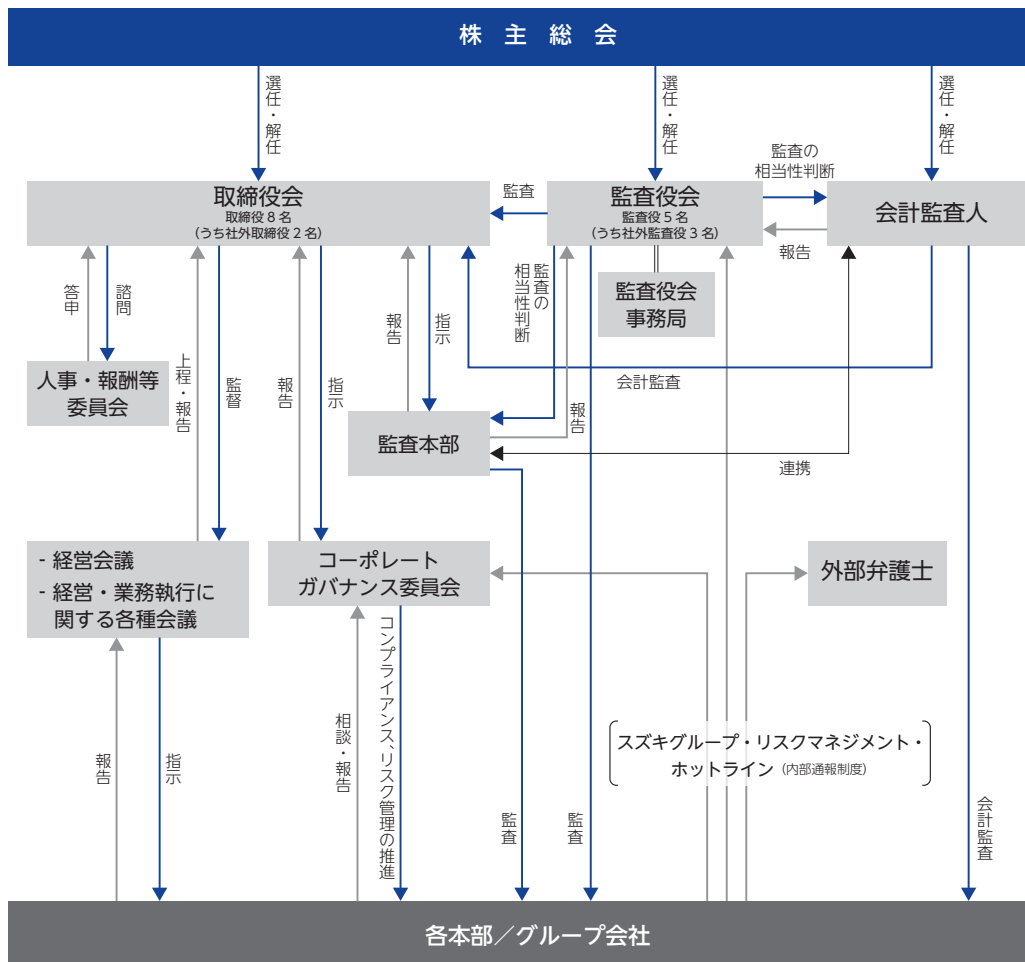 株主総会
選任・解任
選任・解任
選任・解任
監査の
相当性判断
取締役会
取締役8名
(うち社外取締役2名)
監査
監査役会
監査役5名
(うち社外監査役3名)
会計監査人
報告
監査役会
事務局
答申
諮問
上程・報告
監督
報告
指示
報告
指示
監査の
相当性判断
報告
会計監査
人事・報酬等
委員会
監査本部
連携
- 経営会議
- 経営・業務執行に
関する各種会議
コーポレート
ガバナンス委員会
外部弁護士
報告
指示
相談・報告
コンプライアンス、リスク管理の推進
監査
監査
スズキグループ・リスクマネジメント・
ホットライン (内部通報制度)
会計監査
各本部/グループ会社